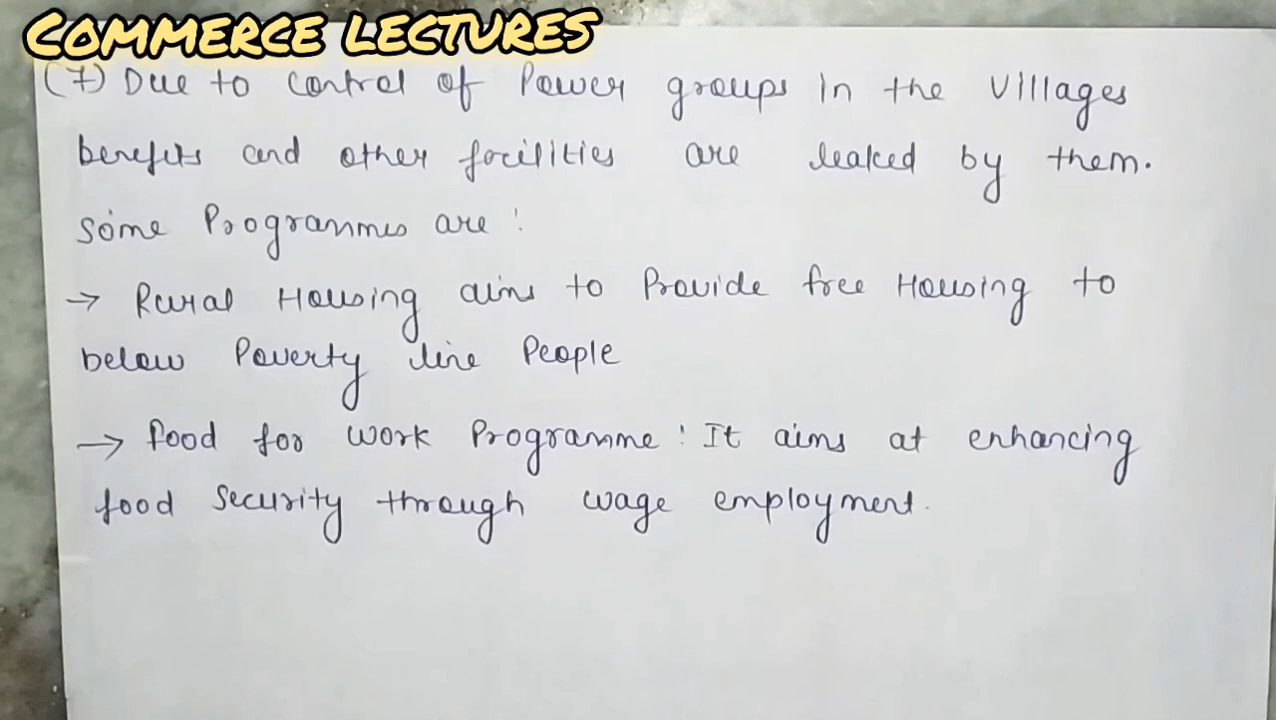 COMMERCE LECTURES
(7) Due to control of Power groups in the villages
benefits and other facilities are leaked by them.
Some Programmes are :
→ Rural Housing aims to Provide free Housing to
below Poverty line People
→ Food for work Programme : It aims at enhancing
food security through wage employment.